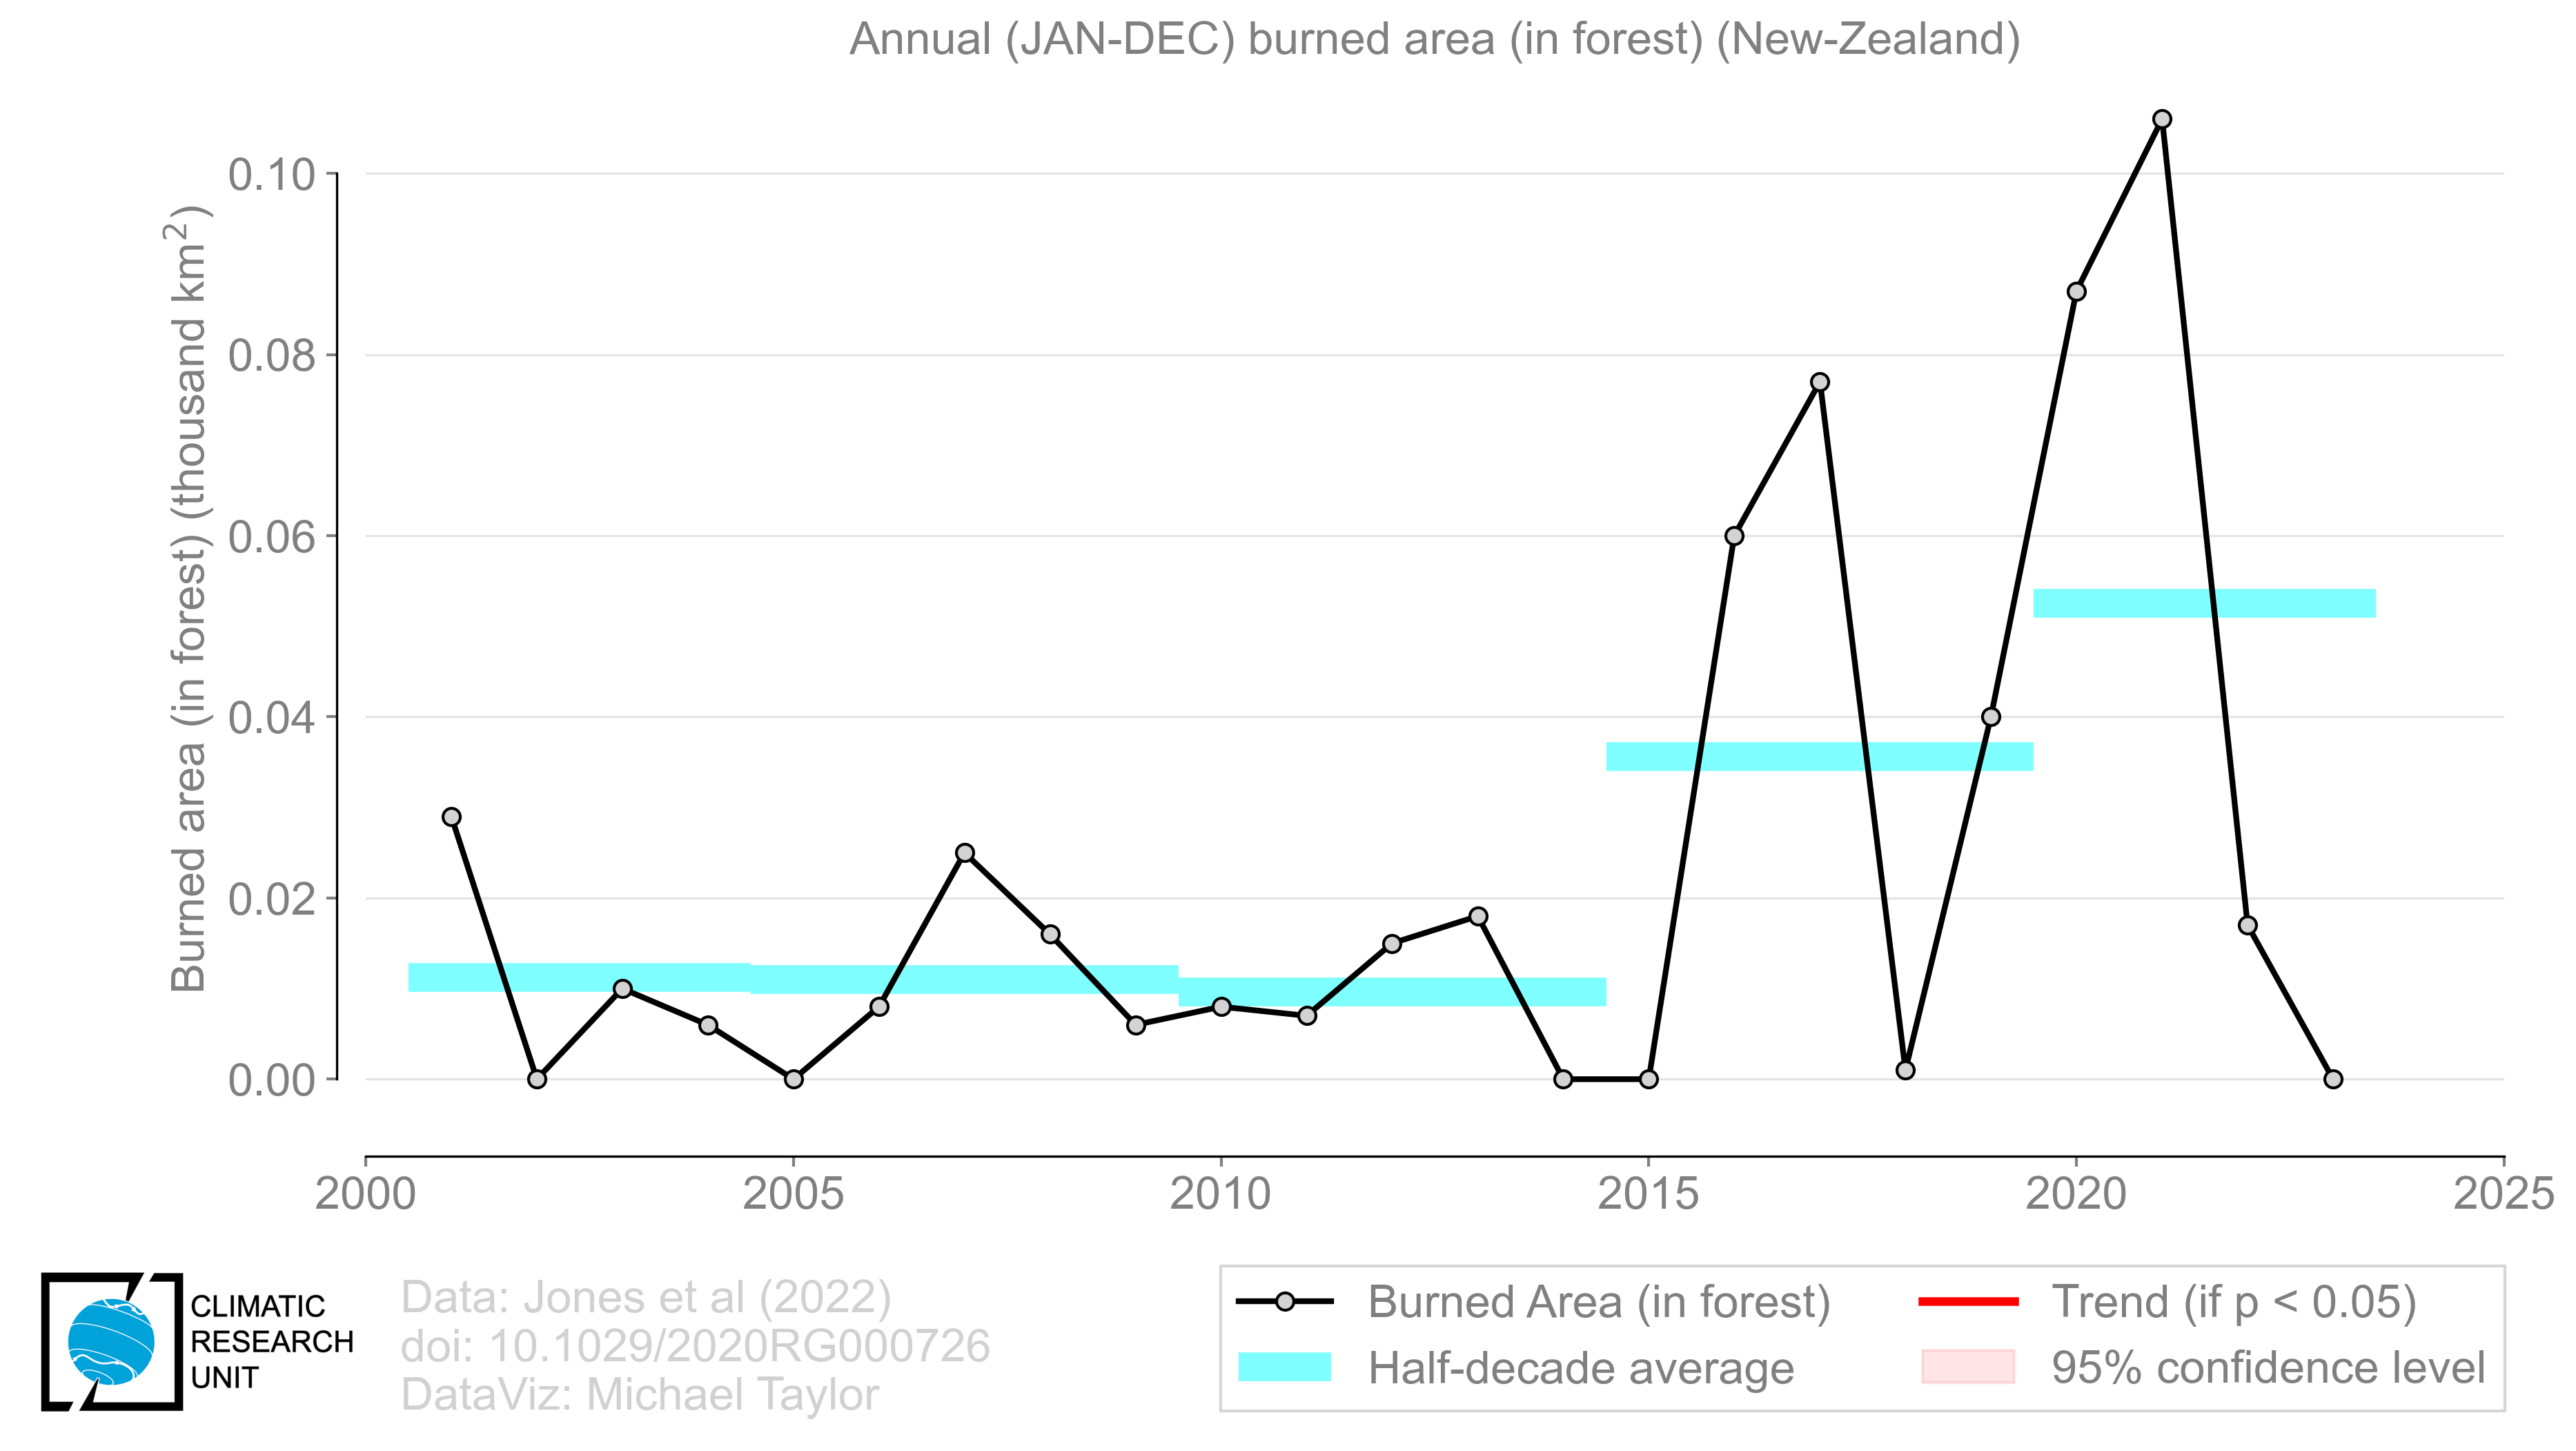 Annual (JAN-DEC) burned area (in forest) (New-Zealand)
Burned area (in forest) (thousand km²)
0.10
0.08
0.06
0.04
0.02
0.00
2000
2005
2010
2015
2020
2025
CLIMATIC
RESEARCH
UNIT
Data: Jones et al (2022)
doi: 10.1029/2020RG000726
DataViz: Michael Taylor
Burned Area (in forest)
Half-decade average
Trend (if p < 0.05)
95% confidence level